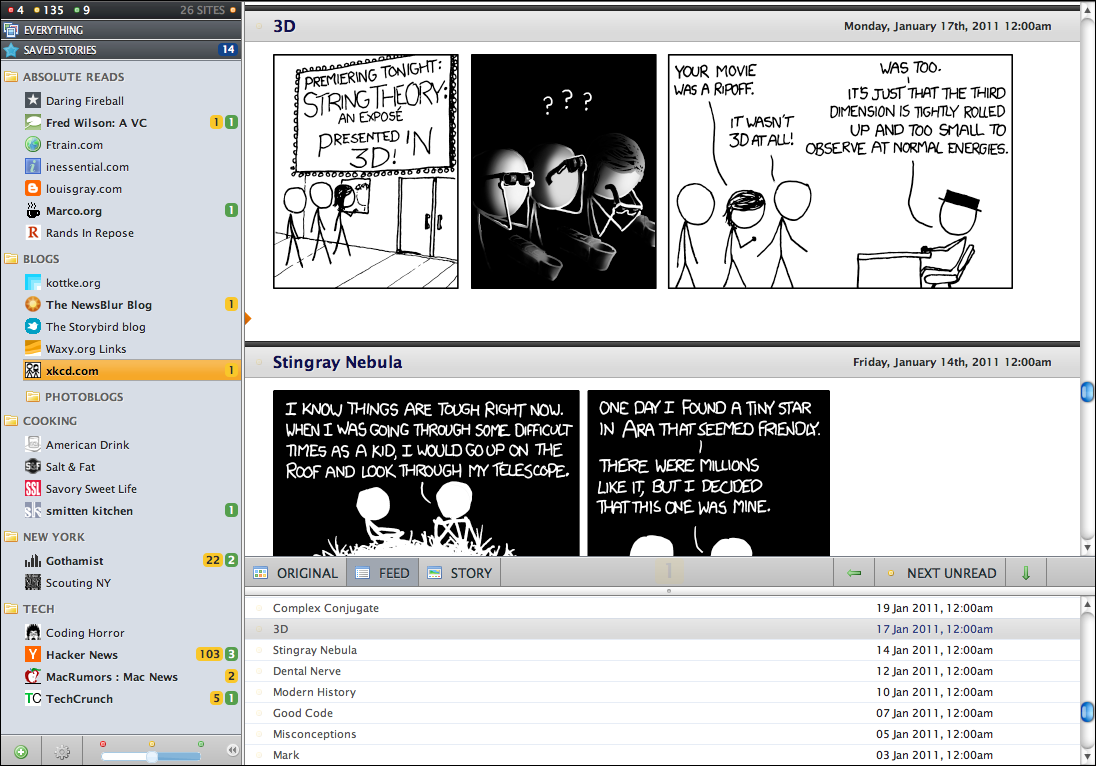 4 135 9 26 SITES
EVERYTHING
SAVED STORIES 14
ABSOLUTE READS
Daring Fireball
Fred Wilson: A VC 1 1
Ftrain.com
inessential.com
louisgray.com
Marco.org 1
R Rands In Repose
BLOGS
kottke.org
The NewsBlur Blog 1
The Storybird blog
Waxy.org Links
xkcd.com 1
PHOTOBLOGS
COOKING
American Drink
S&F Salt & Fat
SSL Savory Sweet Life
sk smitten kitchen 1
NEW YORK
Gothamist 22 2
Scouting NY
TECH
Coding Horror
Y Hacker News 103 3
MacRumors : Mac News 2
TC TechCrunch 5 1
3D Monday, January 17th, 2011 12:00am
PREMIERING TONIGHT:
STRING THEORY:
AN EXPOSÉ
PRESENTED IN
3D!
? ? ?
YOUR MOVIE
WAS A RIPOFF.
IT WASN'T
3D AT ALL!
WAS TOO.
IT'S JUST THAT THE THIRD
DIMENSION IS TIGHTLY ROLLED
UP AND TOO SMALL TO
OBSERVE AT NORMAL ENERGIES.
Stingray Nebula Friday, January 14th, 2011 12:00am
I KNOW THINGS ARE TOUGH RIGHT NOW.
WHEN I WAS GOING THROUGH SOME DIFFICULT
TIMES AS A KID, I WOULD GO UP ON THE
ROOF AND LOOK THROUGH MY TELESCOPE.
ONE DAY I FOUND A TINY STAR
IN ARA THAT SEEMED FRIENDLY.
THERE WERE MILLIONS
LIKE IT, BUT I DECIDED
THAT THIS ONE WAS MINE.
ORIGINAL FEED STORY 1 NEXT UNREAD
Complex Conjugate 19 Jan 2011, 12:00am
3D 17 Jan 2011, 12:00am
Stingray Nebula 14 Jan 2011, 12:00am
Dental Nerve 12 Jan 2011, 12:00am
Modern History 10 Jan 2011, 12:00am
Good Code 07 Jan 2011, 12:00am
Misconceptions 05 Jan 2011, 12:00am
Mark 03 Jan 2011, 12:00am